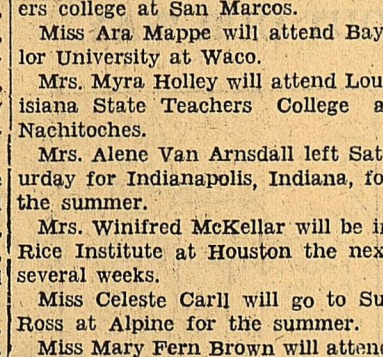 ers college at San Marcos.
Miss Ara Mappe will attend Bay
lor University at Waco.
Mrs. Myra Holley will attend Lou
isiana State Teachers College a
Nachitoches.
Mrs. Alene Van Arnsdall left Sat
urday for Indianapolis, Indiana, fo
the summer.
Mrs. Winifred McKellar will be i
Rice Institute at Houston the nex
several weeks.
Miss Celeste Carll will go to Su
Ross at Alpine for the summer.
Miss Mary Fern Brown will atten